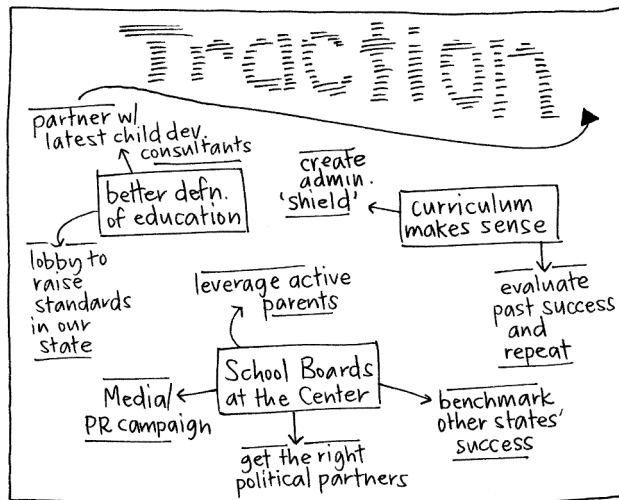 Traction
partner w/
latest child dev.
consultants
better defn.
of education
lobby to
raise
standards
in our
state
create
admin.
'shield'
curriculum
makes sense
evaluate
past success
and
repeat
leverage active
parents
School Boards
at the Center
Media/
PR campaign
get the right
political partners
benchmark
other states'
success